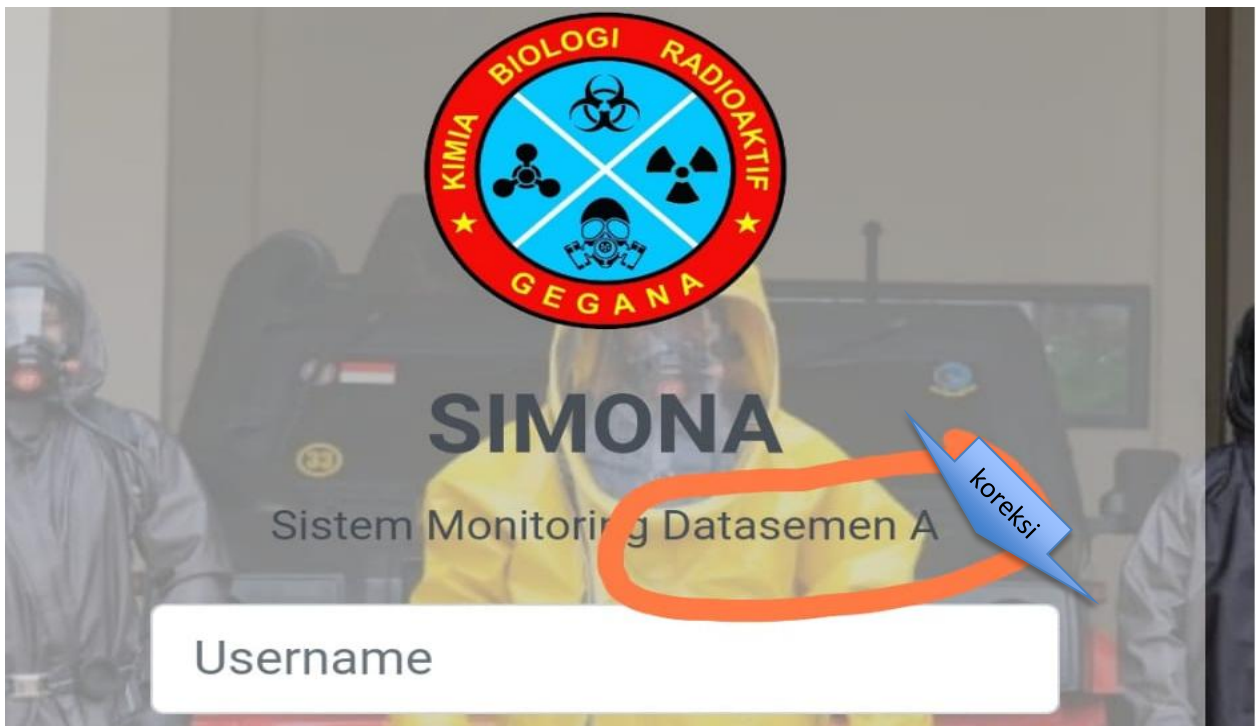 KIMIA BIOLOGI RADIOAKTIF
GEGANA
SIMONA
Sistem Monitoring Datasemen A
koreksi
Username